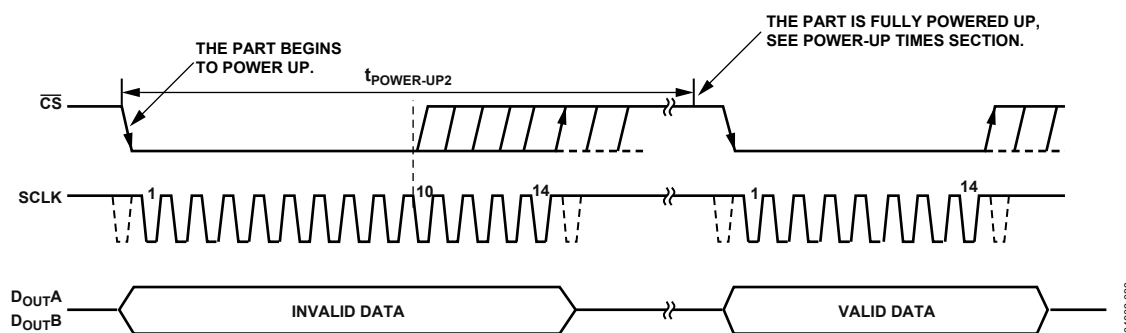 THE PART IS FULLY POWERED UP,
SEE POWER-UP TIMES SECTION.
THE PART BEGINS
TO POWER UP.
tPOWER-UP2
CS
SCLK
1
10
14
1
14
DOUTA
DOUTB
INVALID DATA
VALID DATA